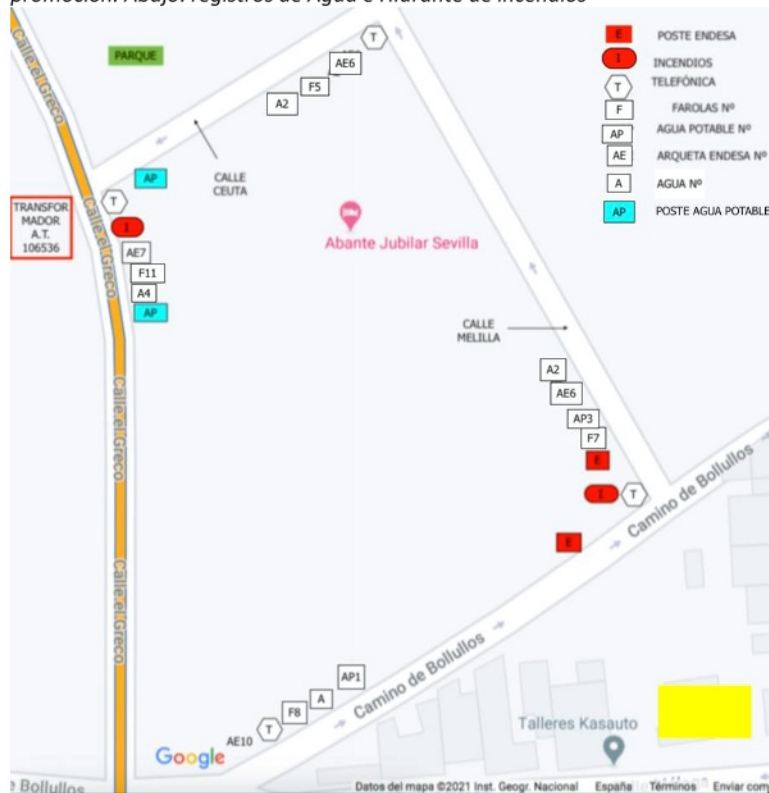 promoción. Abajo: registros de Agua e Hidrante de Incendios
Calle el Greco
PARQUE
T
AE6
F5
A2
E POSTE ENDESA
I INCENDIOS
T TELEFÓNICA
F FAROLAS Nº
AP AGUA POTABLE Nº
AE ARQUETA ENDESA Nº
A AGUA Nº
AP POSTE AGUA POTABLE
CALLE
CEUTA
AP
T
TRANSFOR
MADOR
A.T.
106536
I
Calle el Greco
AE7
F11
A4
AP
Abante Jubilar Sevilla
CALLE
MELILLA
A2
AE6
AP3
F7
E
I
T
E
Calle el Greco
Camino de Bollullos
Calle el Greco
AP1
A
F8
T
AE10
Camino de Bollullos
Talleres Kasauto
Google
Bollullos
Datos del mapa ©2021 Inst. Geogr. Nacional España Términos Enviar com